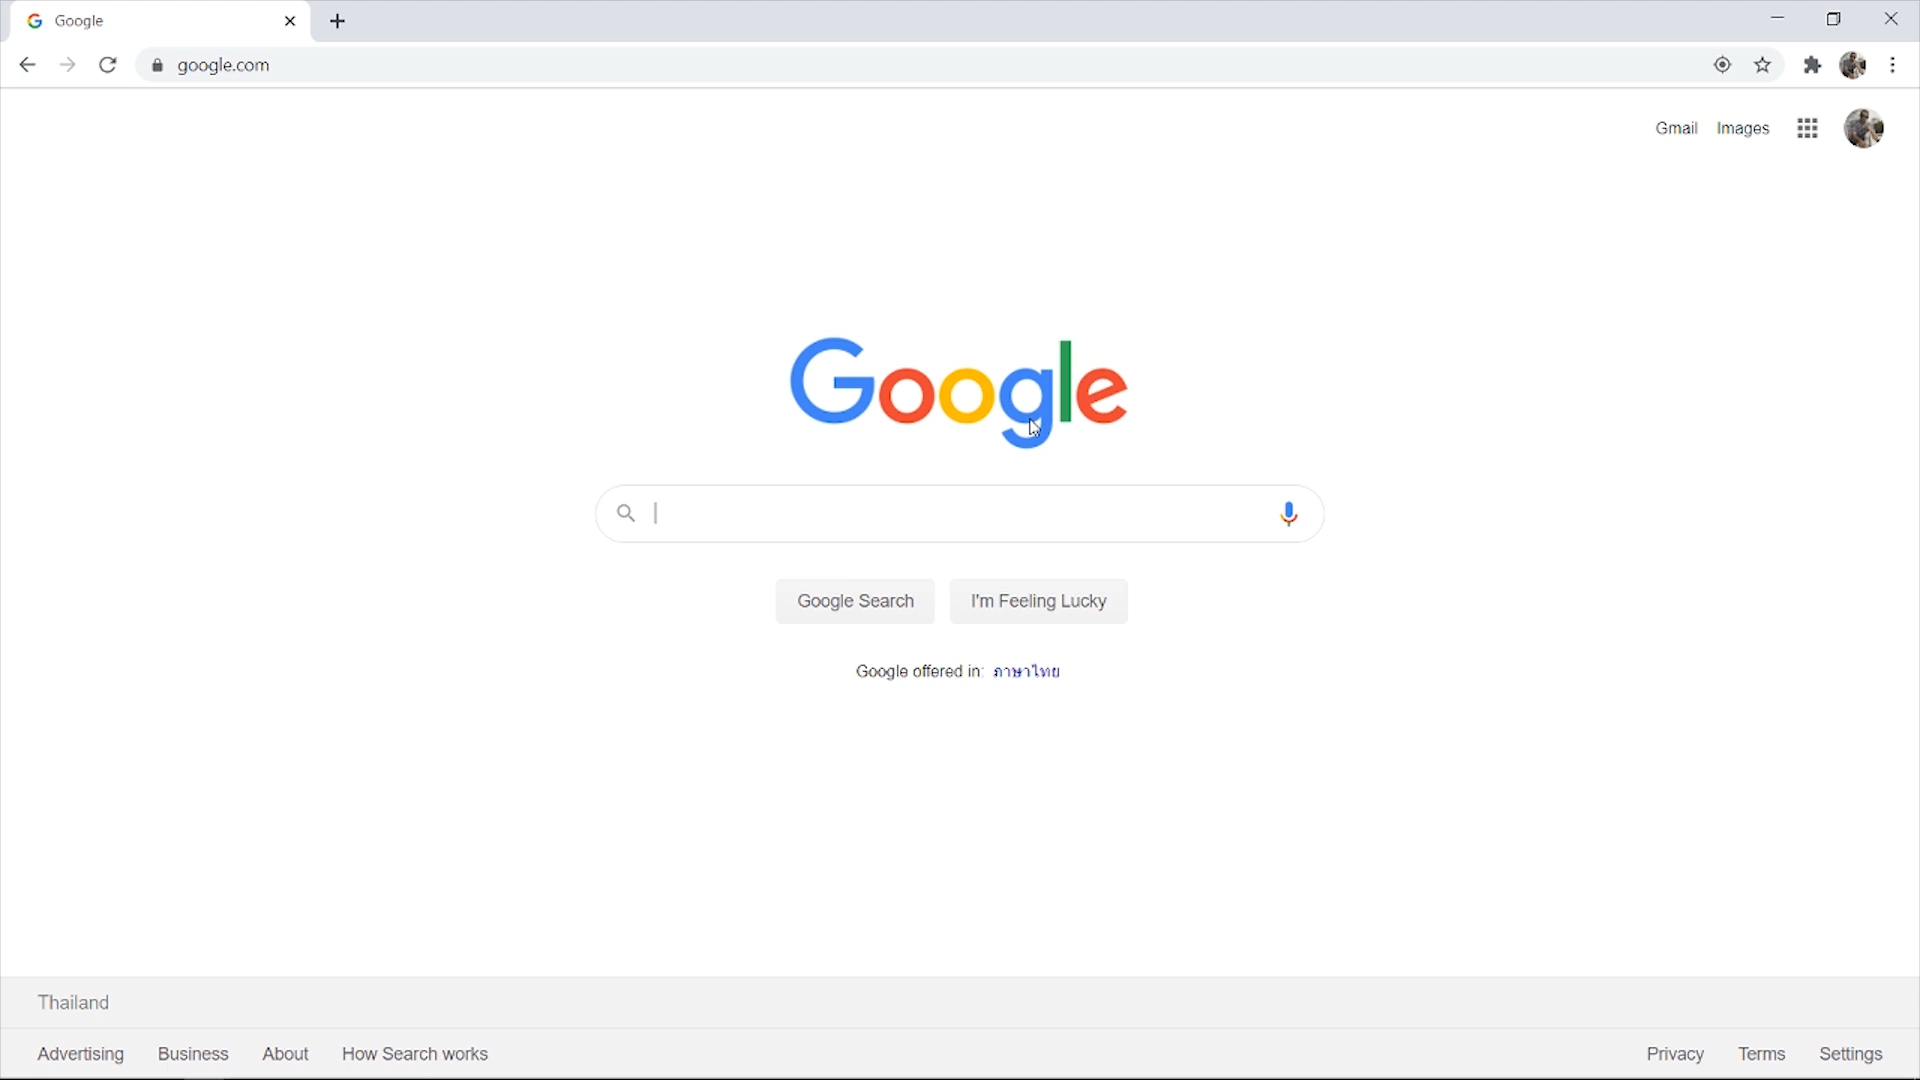 Google
google.com
Gmail Images
Google
Google Search I'm Feeling Lucky
Google offered in: ภาษาไทย
Thailand
Advertising Business About How Search works Privacy Terms Settings